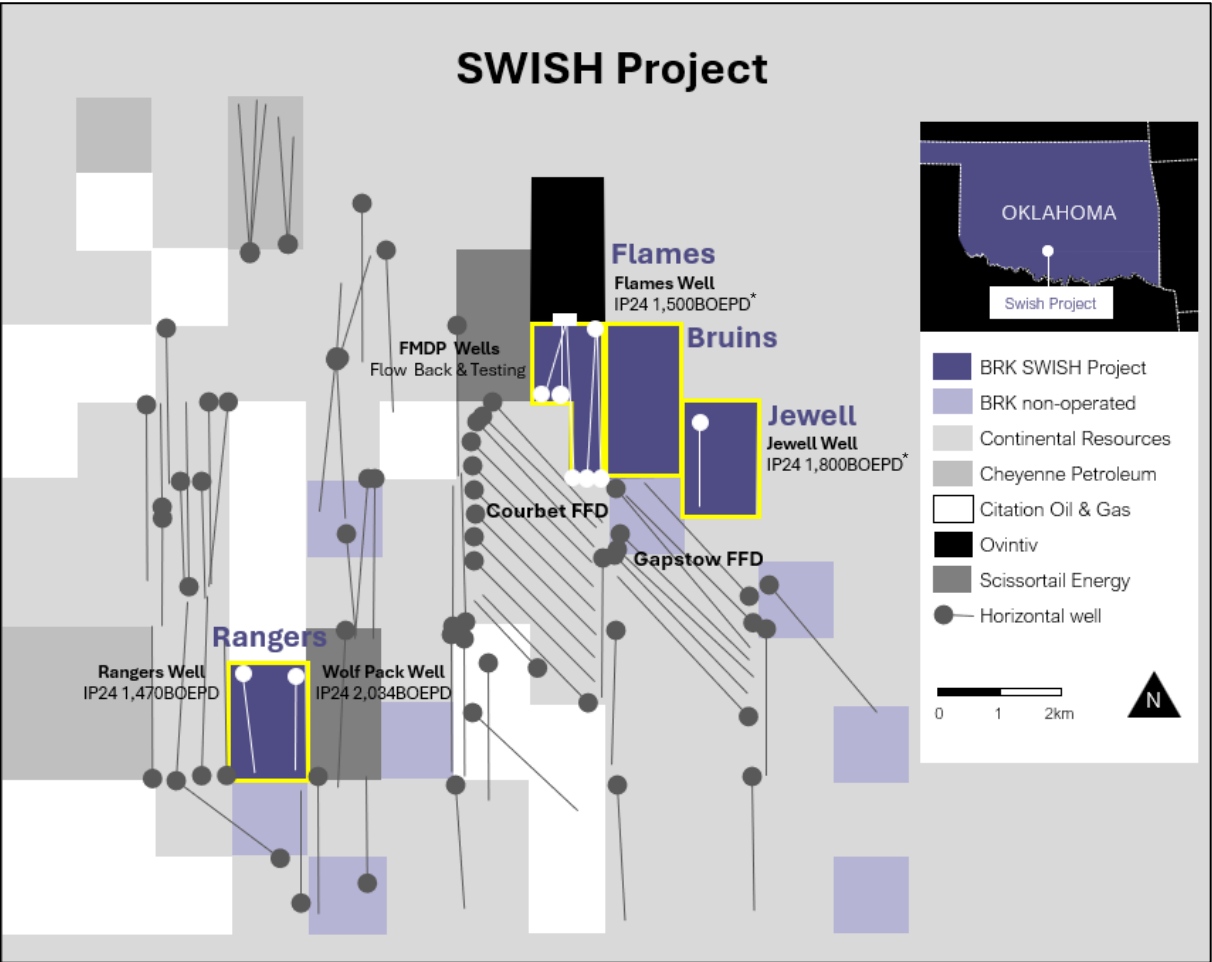 SWISH Project
OKLAHOMA
Swish Project
Flames
Flames Well
IP24 1,500BOEPD*
Bruins
FMDP Wells
Flow Back & Testing
Jewell
Jewell Well
IP24 1,800BOEPD*
Courbet FFD
Gapstow FFD
Rangers
Rangers Well
IP24 1,470BOEPD
Wolf Pack Well
IP24 2,034BOEPD
BRK SWISH Project
BRK non-operated
Continental Resources
Cheyenne Petroleum
Citation Oil & Gas
Ovintiv
Scissortail Energy
Horizontal well
0 1 2km
N